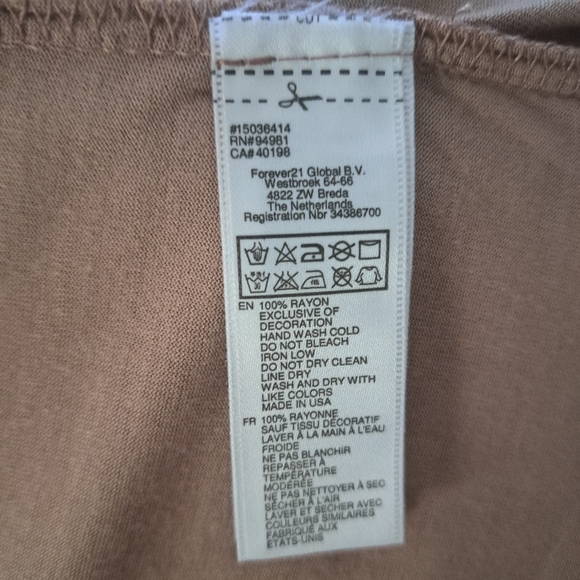 #15036414
RN#94981
CA#40198
Forever21 Global B.V.
Westbroek 64-66
4822 ZW Breda
The Netherlands
Registration Nbr 34386700
EN 100% RAYON
EXCLUSIVE OF
DECORATION
HAND WASH COLD
DO NOT BLEACH
IRON LOW
DO NOT DRY CLEAN
LINE DRY
WASH AND DRY WITH
LIKE COLORS
MADE IN USA
FR 100% RAYONNE
SAUF TISSU DÉCORATIF
LAVER À LA MAIN À L'EAU
FROIDE
NE PAS BLANCHIR
REPASSER À
TEMPÉRATURE
MODÉRÉE
NE PAS NETTOYER À SEC
SÉCHER À L'AIR
LAVER ET SÉCHER AVEC
COULEURS SIMILAIRES
FABRIQUÉ AUX
ÉTATS-UNIS